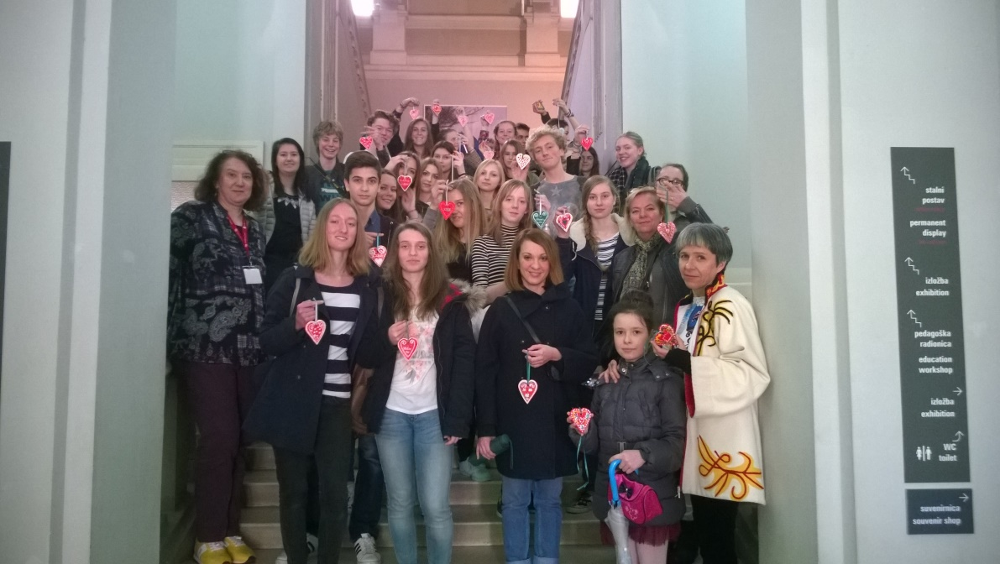 stalni
postav
permanent
display
izložba
exhibition
pedagoška
radionica
education
workshop
izložba
exhibition
WC
toilet
suvenirnica
souvenir shop